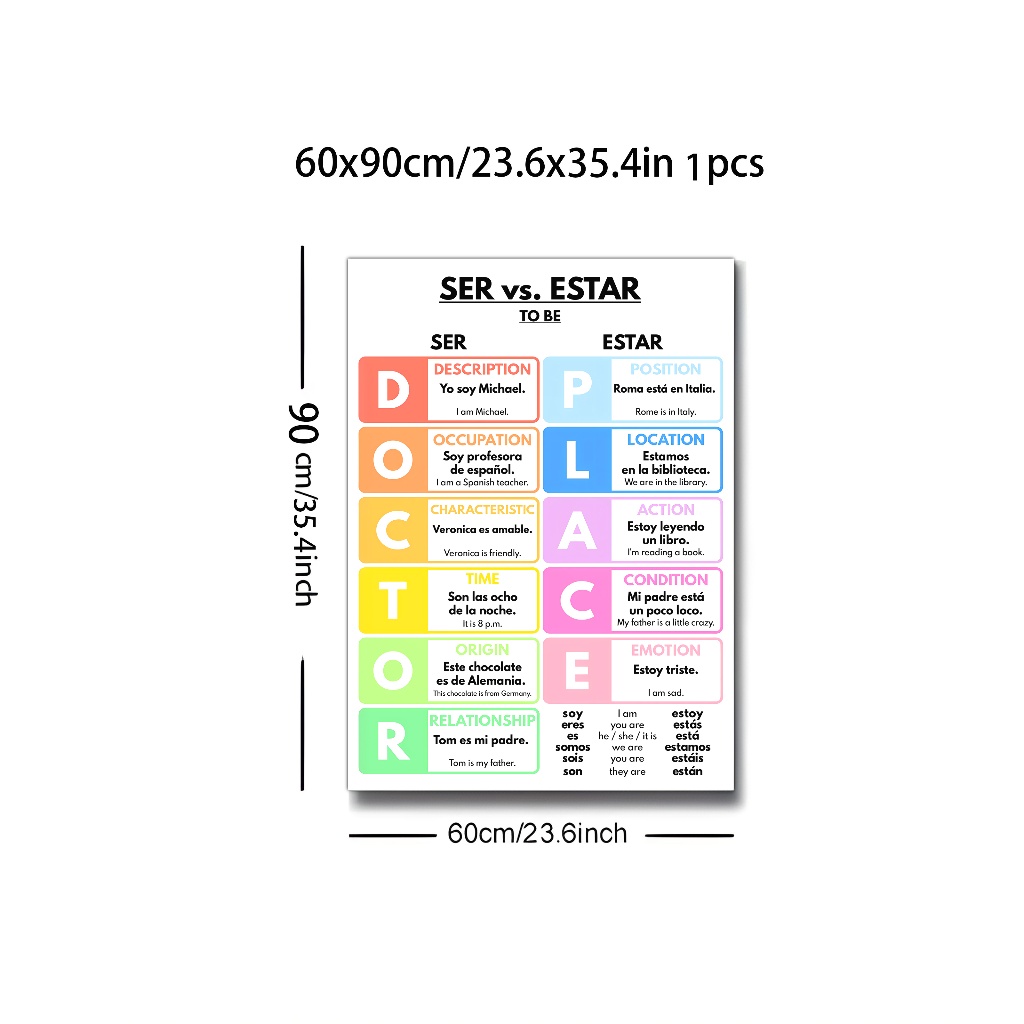 60x90cm/23.6x35.4in 1pcs
90 cm/35.4inch
SER vs. ESTAR
TO BE
SER
D
DESCRIPTION
Yo soy Michael.
I am Michael.
O
OCCUPATION
Soy profesora
de español.
I am a Spanish teacher.
C
CHARACTERISTIC
Veronica es amable.
Veronica is friendly.
T
TIME
Son las ocho
de la noche.
It is 8 p.m.
O
ORIGIN
Este chocolate
es de Alemania.
This chocolate is from Germany.
R
RELATIONSHIP
Tom es mi padre.
Tom is my father.
ESTAR
P
POSITION
Roma está en Italia.
Rome is in Italy.
L
LOCATION
Estamos
en la biblioteca.
We are in the library.
A
ACTION
Estoy leyendo
un libro.
I'm reading a book.
C
CONDITION
Mi padre está
un poco loco.
My father is a little crazy.
E
EMOTION
Estoy triste.
I am sad.
soy I am estoy
eres you are estás
es he / she / it is está
somos we are estamos
sois you are estáis
son they are están
60cm/23.6inch